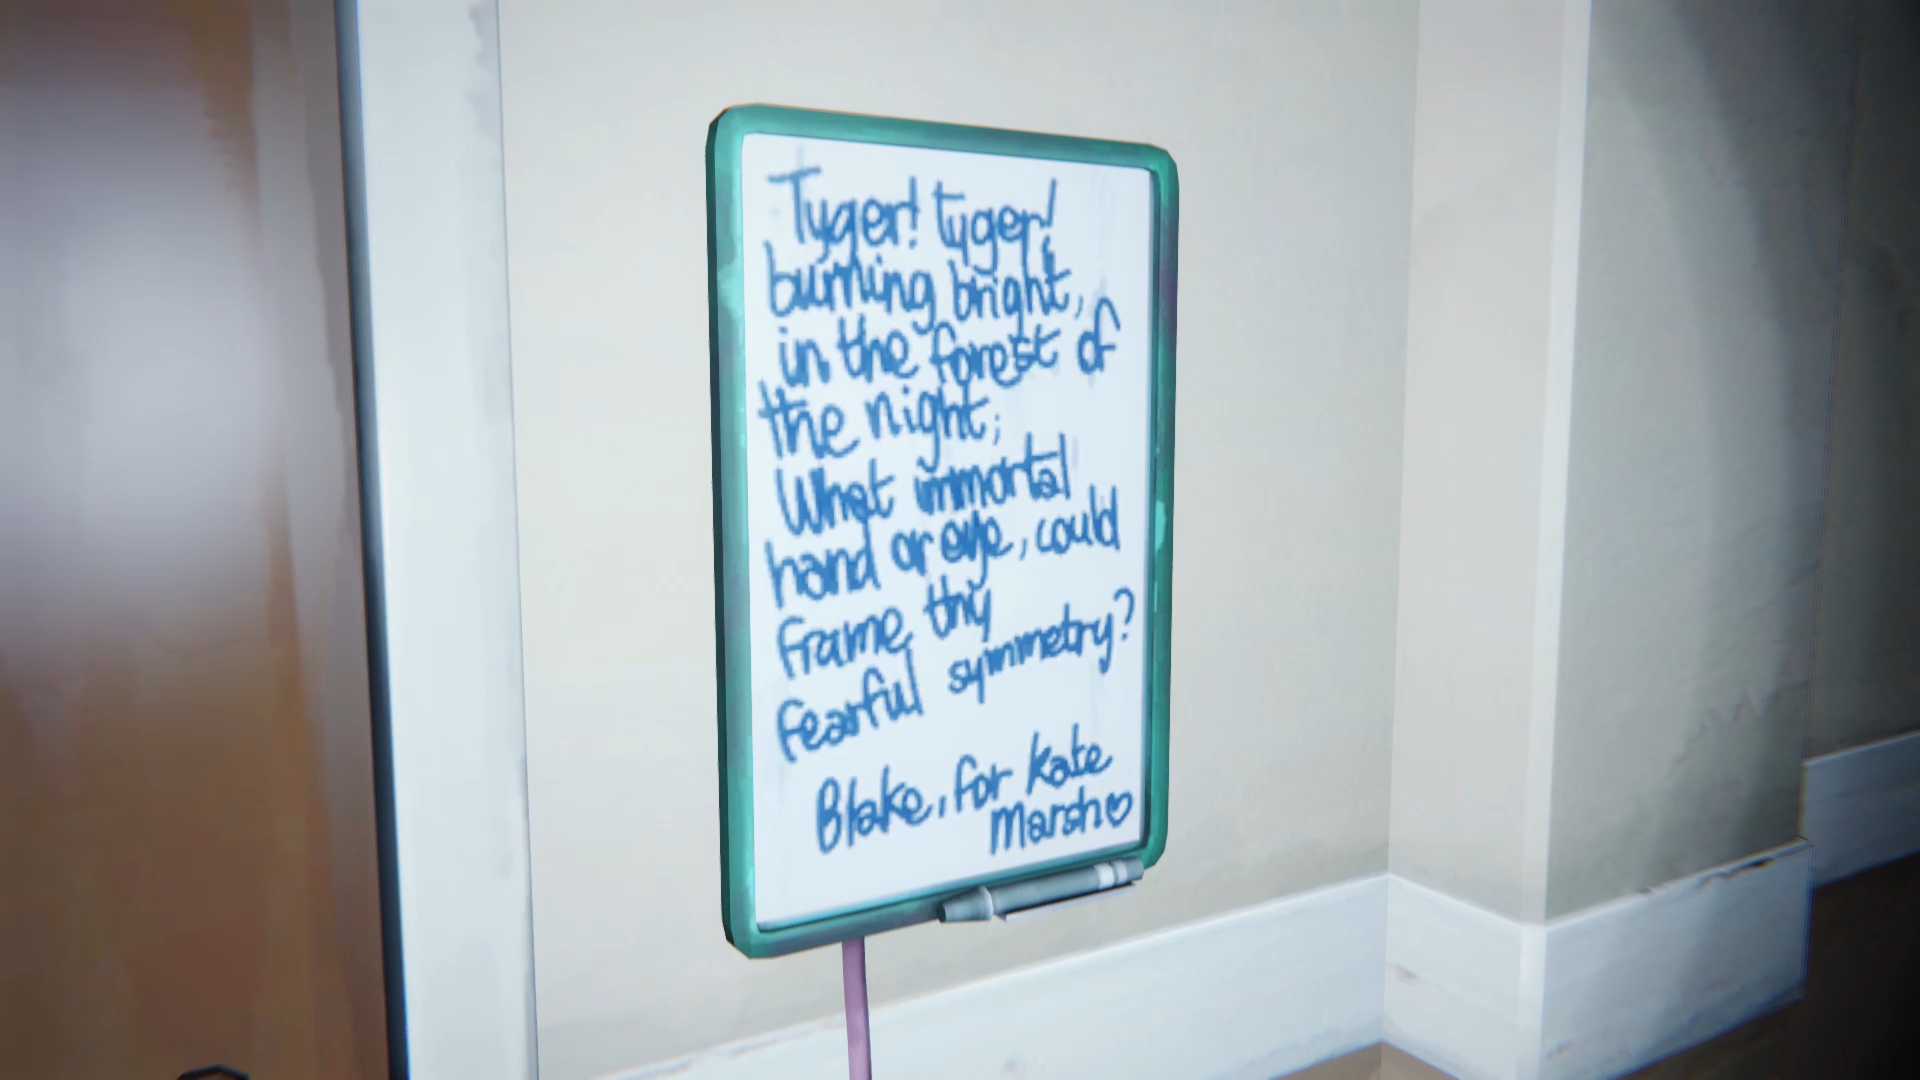 Tyger! tyger!
burning bright,
in the forest of
the night;
What immortal
hand or eye, could
frame thy
fearful symmetry?
Blake, for Kate
Marsh♡